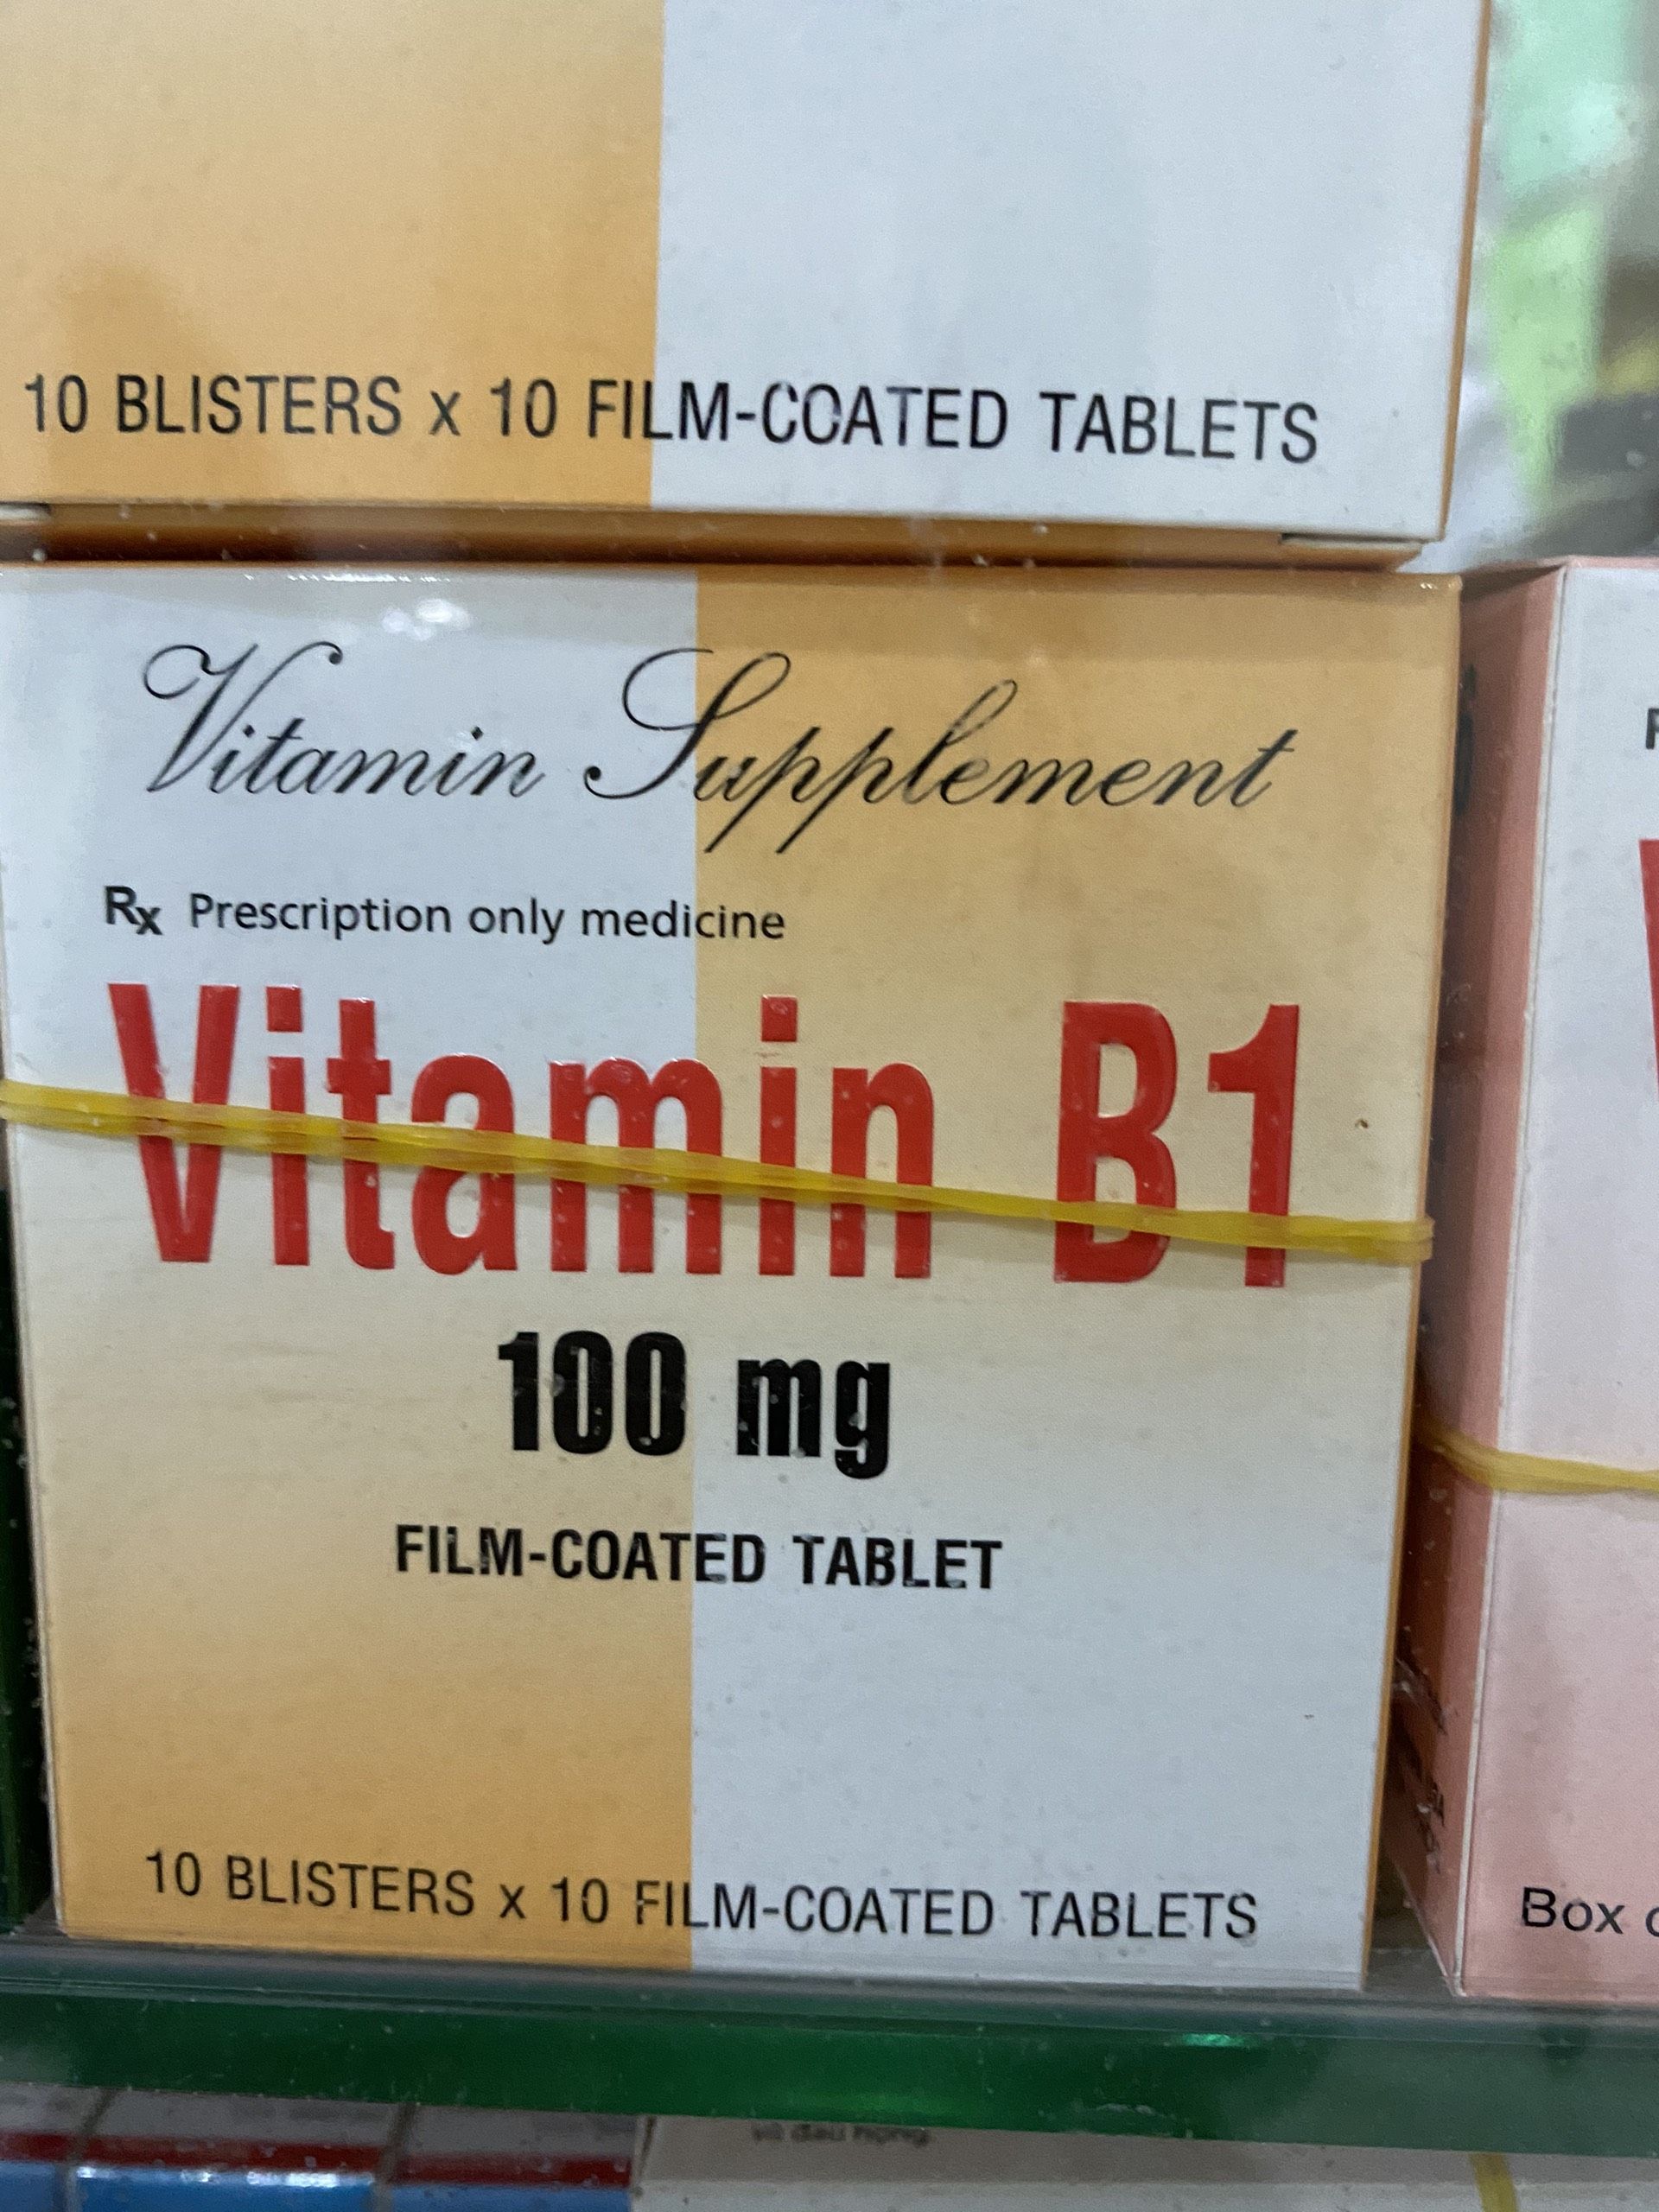 10 BLISTERS x 10 FILM-COATED TABLETS
Vitamin Supplement
Rx Prescription only medicine
Vitamin B1
100 mg
FILM-COATED TABLET
10 BLISTERS x 10 FILM-COATED TABLETS
Box